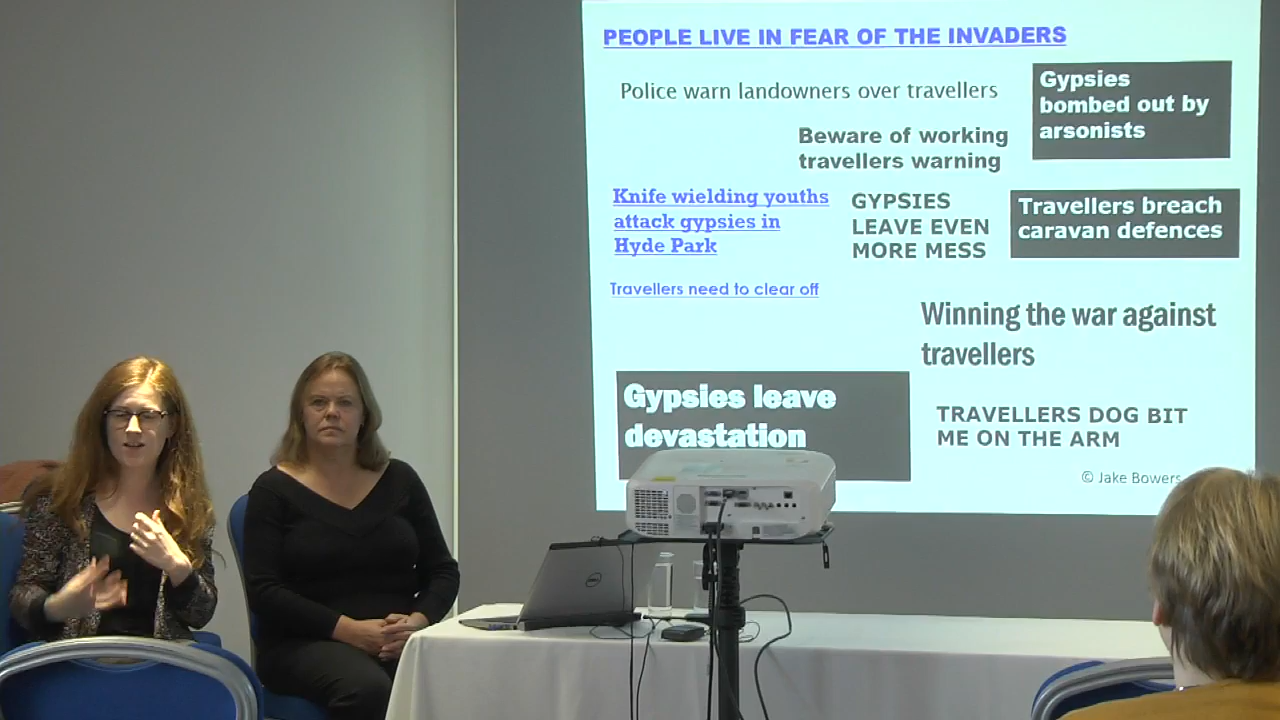 PEOPLE LIVE IN FEAR OF THE INVADERS
Police warn landowners over travellers
Gypsies
bombed out by
arsonists
Beware of working
travellers warning
Knife wielding youths
attack gypsies in
Hyde Park
GYPSIES
LEAVE EVEN
MORE MESS
Travellers breach
caravan defences
Travellers need to clear off
Winning the war against
travellers
Gypsies leave
devastation
TRAVELLERS DOG BIT
ME ON THE ARM
© Jake Bowers
DELL